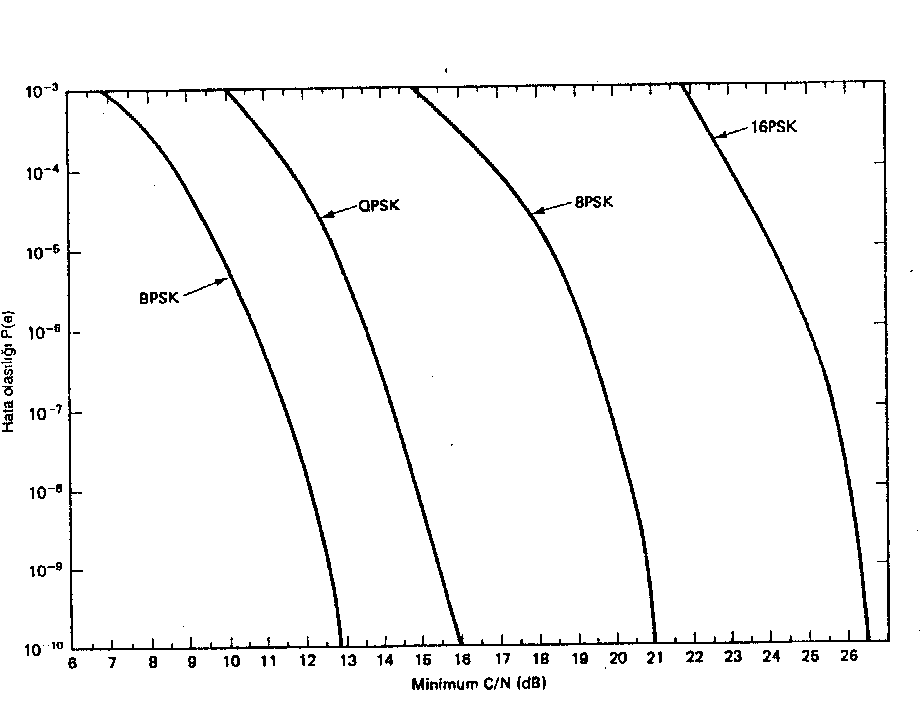 10-3
16PSK
10-4
QPSK
8PSK
10-5
BPSK
10-6
Hata olasılığı P(e)
10-7
10-8
10-9
10-10
6 7 8 9 10 11 12 13 14 15 16 17 18 19 20 21 22 23 24 25 26
Minimum C/N (dB)